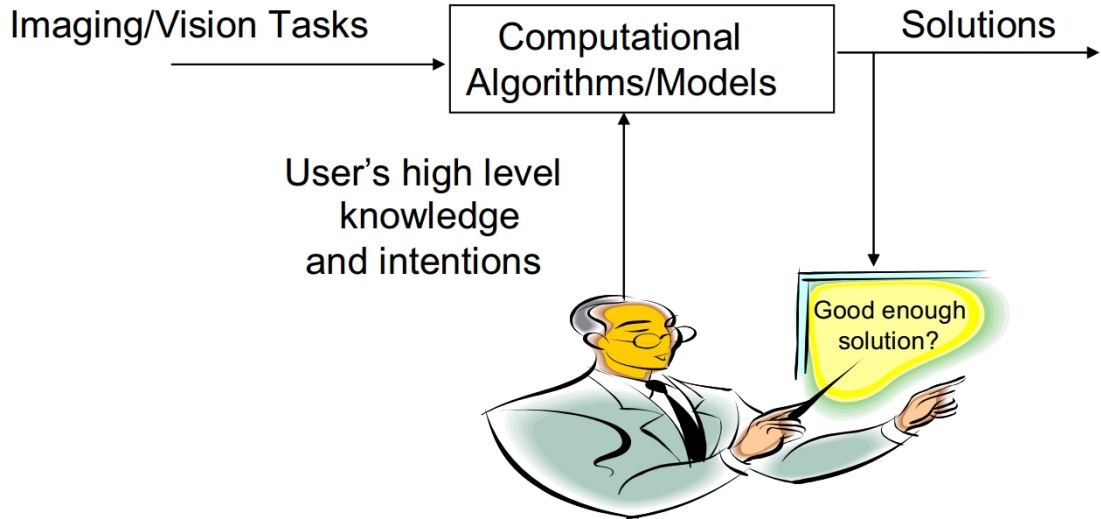 Imaging/Vision Tasks
Computational
Algorithms/Models
Solutions
User’s high level
knowledge
and intentions
Good enough
solution?